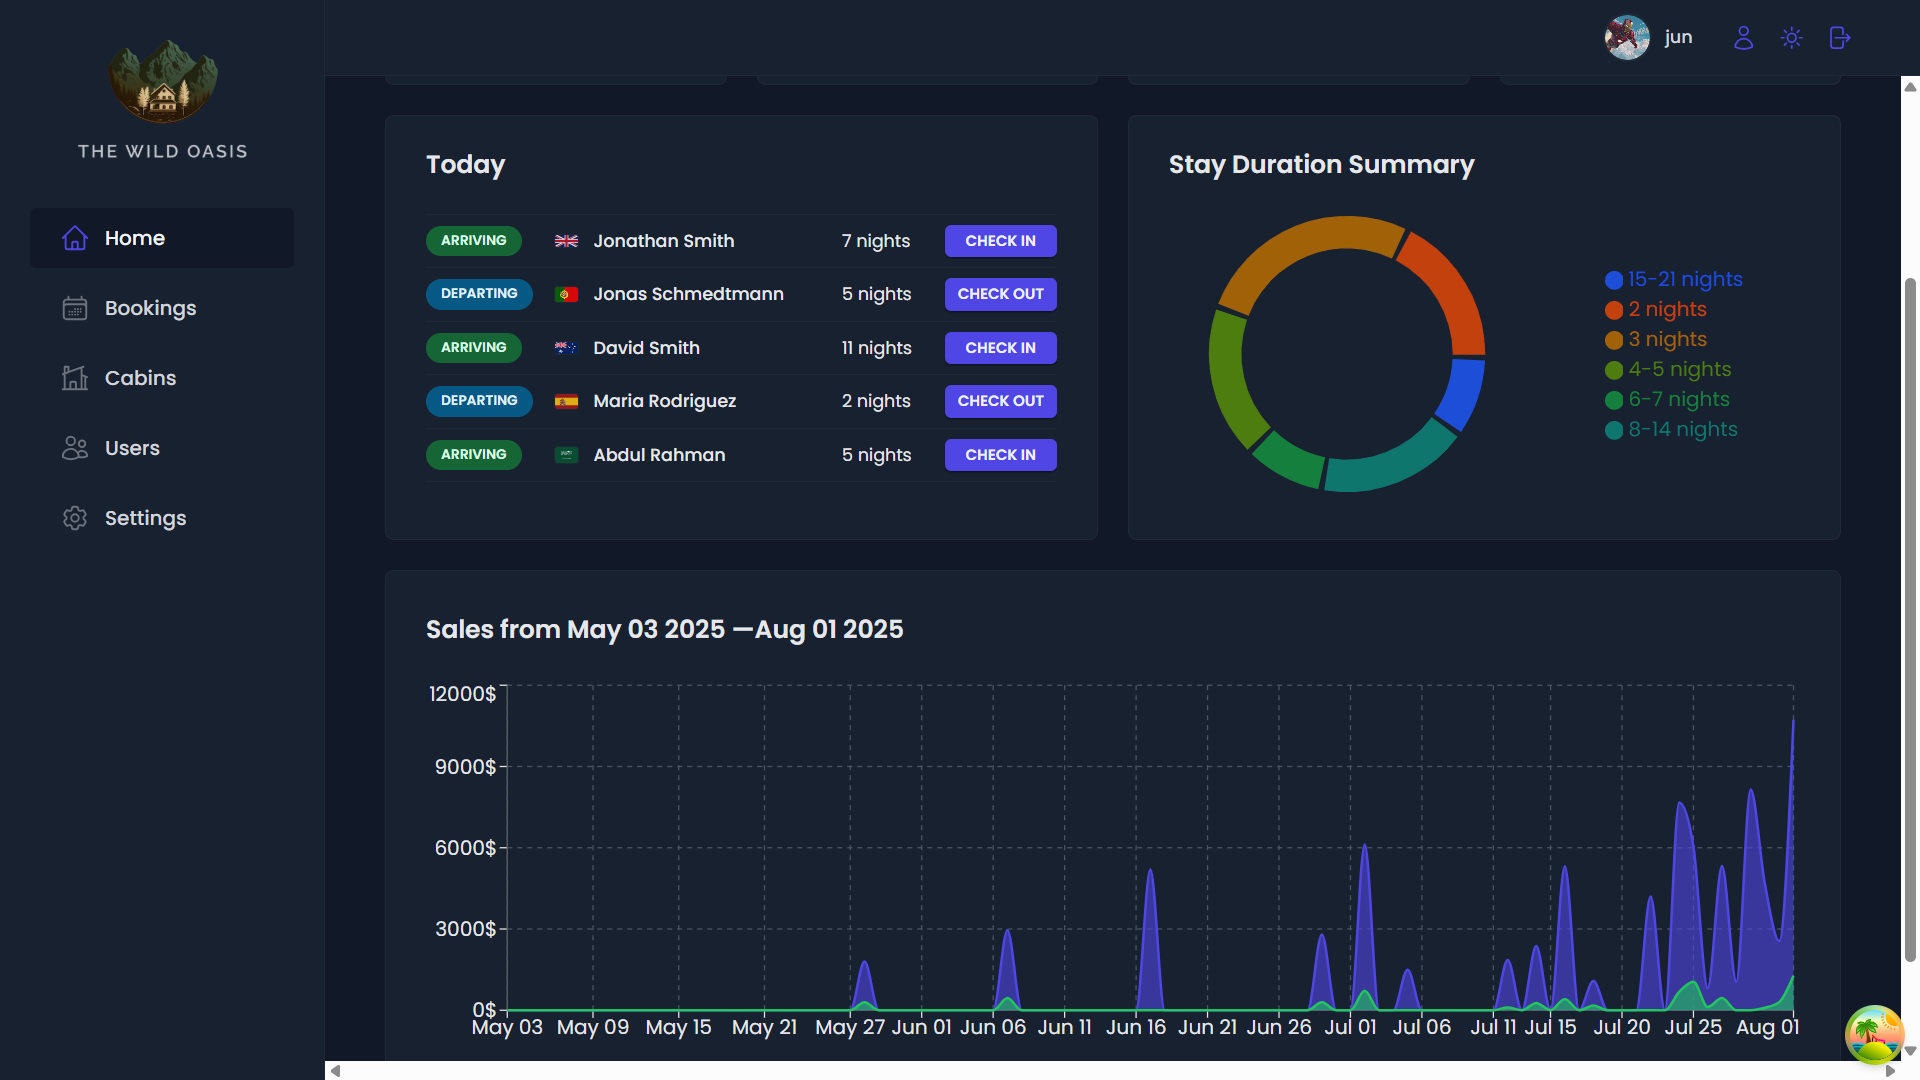 THE WILD OASIS
Home
Bookings
Cabins
Users
Settings
jun
Today
ARRIVING Jonathan Smith 7 nights CHECK IN
DEPARTING Jonas Schmedtmann 5 nights CHECK OUT
ARRIVING David Smith 11 nights CHECK IN
DEPARTING Maria Rodriguez 2 nights CHECK OUT
ARRIVING Abdul Rahman 5 nights CHECK IN
Stay Duration Summary
15-21 nights
2 nights
3 nights
4-5 nights
6-7 nights
8-14 nights
Sales from May 03 2025 —Aug 01 2025
12000$
9000$
6000$
3000$
0$
May 03 May 09 May 15 May 21 May 27 Jun 01 Jun 06 Jun 11 Jun 16 Jun 21 Jun 26 Jul 01 Jul 06 Jul 11 Jul 15 Jul 20 Jul 25 Aug 01